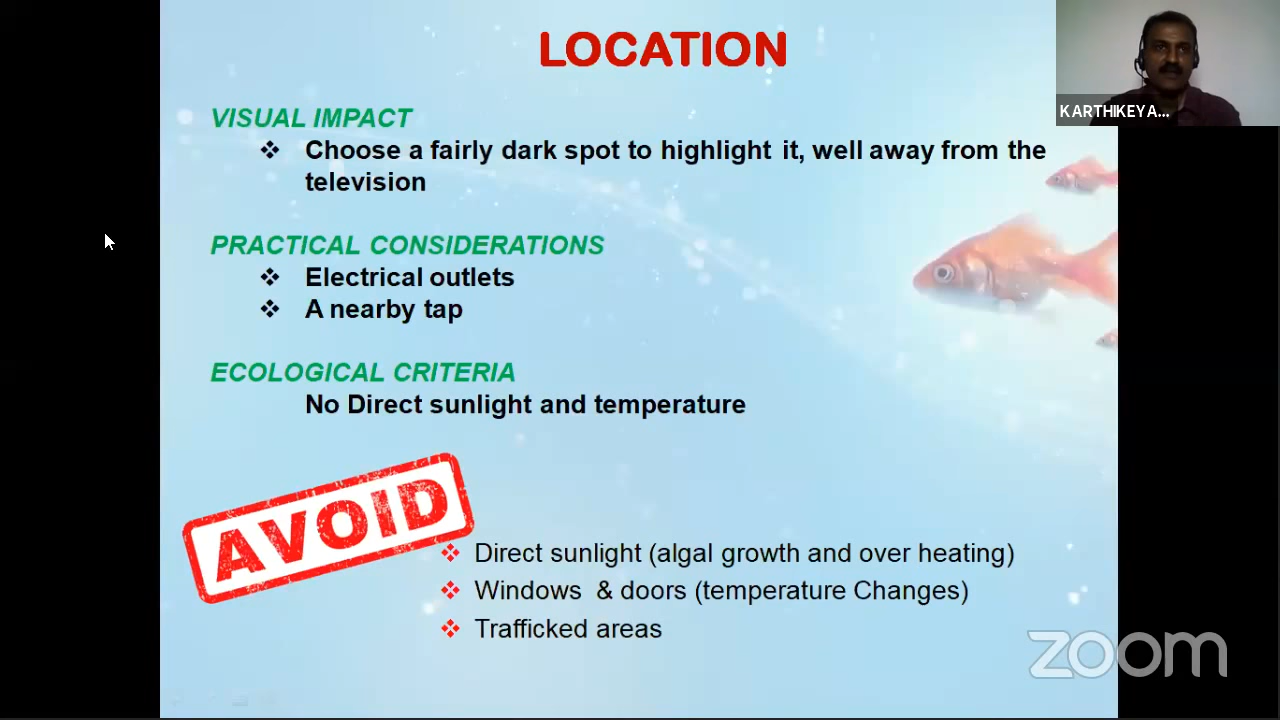 LOCATION
KARTHIKEYA...
VISUAL IMPACT
❖ Choose a fairly dark spot to highlight it, well away from the
television
PRACTICAL CONSIDERATIONS
❖ Electrical outlets
❖ A nearby tap
ECOLOGICAL CRITERIA
No Direct sunlight and temperature
AVOID
❖ Direct sunlight (algal growth and over heating)
❖ Windows & doors (temperature Changes)
❖ Trafficked areas
zoom